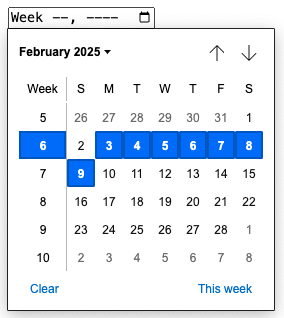 Week --, ----
February 2025
Week S M T W T F S
5 26 27 28 29 30 31 1
6 2 3 4 5 6 7 8
7 9 10 11 12 13 14 15
8 16 17 18 19 20 21 22
9 23 24 25 26 27 28 1
10 2 3 4 5 6 7 8
Clear This week